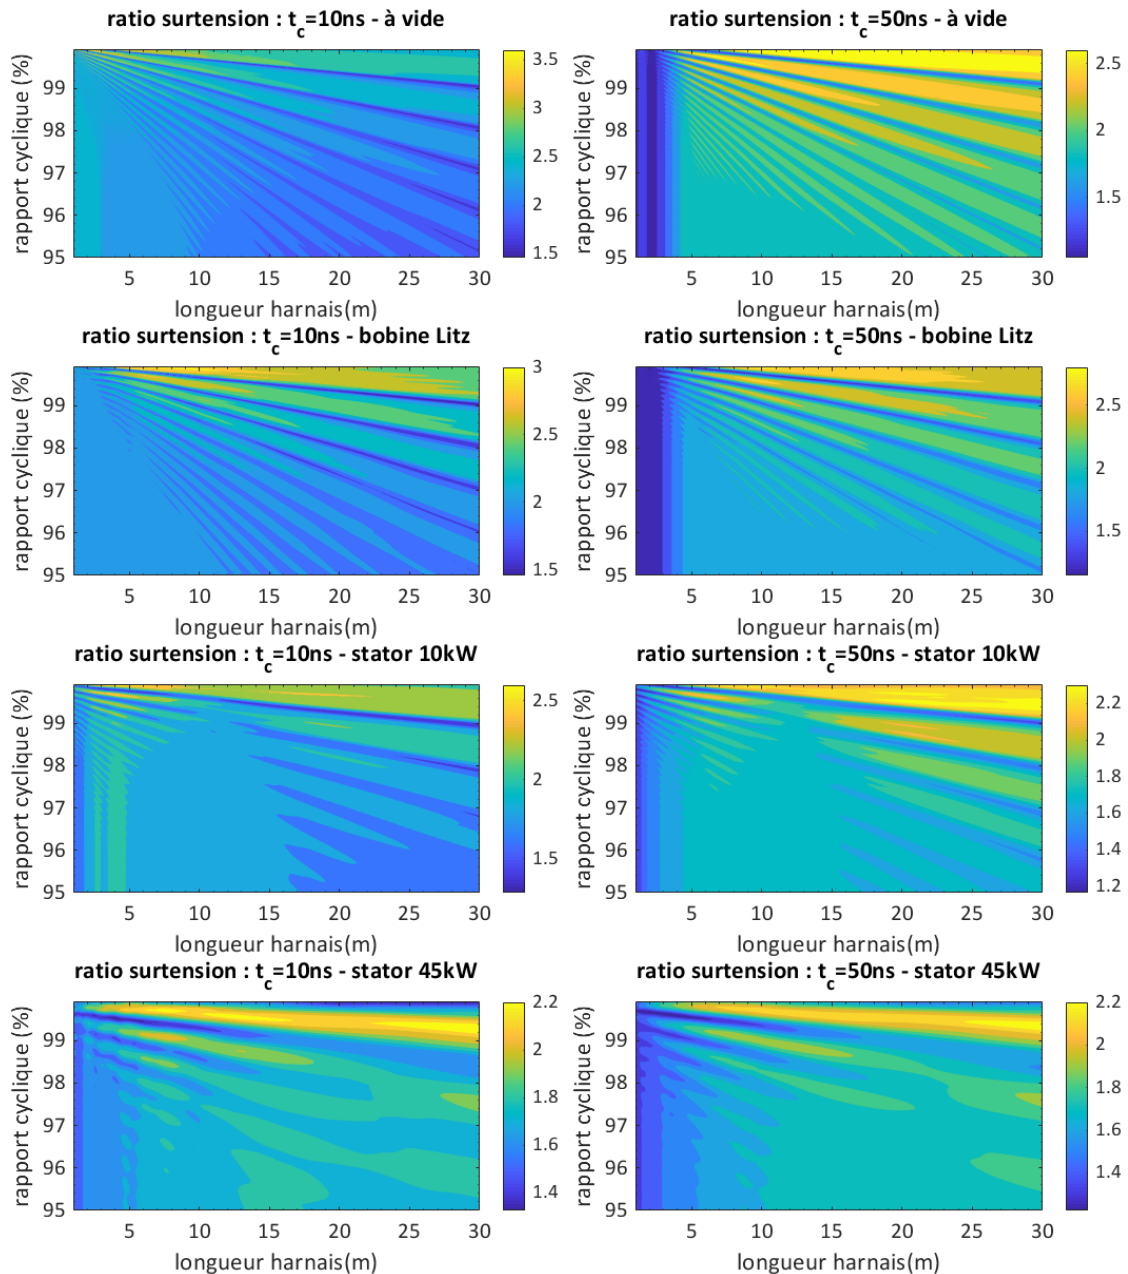 ratio surtension : t_c=10ns - à vide
rapport cyclique (%)
99
98
97
96
95
5 10 15 20 25 30
longueur harnais(m)
3.5
3
2.5
2
1.5
ratio surtension : t_c=50ns - à vide
rapport cyclique (%)
99
98
97
96
95
5 10 15 20 25 30
longueur harnais(m)
2.5
2
1.5
ratio surtension : t_c=10ns - bobine Litz
rapport cyclique (%)
99
98
97
96
95
5 10 15 20 25 30
longueur harnais(m)
3
2.5
2
1.5
ratio surtension : t_c=50ns - bobine Litz
rapport cyclique (%)
99
98
97
96
95
5 10 15 20 25 30
longueur harnais(m)
2.5
2
1.5
ratio surtension : t_c=10ns - stator 10kW
rapport cyclique (%)
99
98
97
96
95
5 10 15 20 25 30
longueur harnais(m)
2.5
2
1.5
ratio surtension : t_c=50ns - stator 10kW
rapport cyclique (%)
99
98
97
96
95
5 10 15 20 25 30
longueur harnais(m)
2.2
2
1.8
1.6
1.4
1.2
ratio surtension : t_c=10ns - stator 45kW
rapport cyclique (%)
99
98
97
96
95
5 10 15 20 25 30
longueur harnais(m)
2.2
2
1.8
1.6
1.4
ratio surtension : t_c=50ns - stator 45kW
rapport cyclique (%)
99
98
97
96
95
5 10 15 20 25 30
longueur harnais(m)
2.2
2
1.8
1.6
1.4